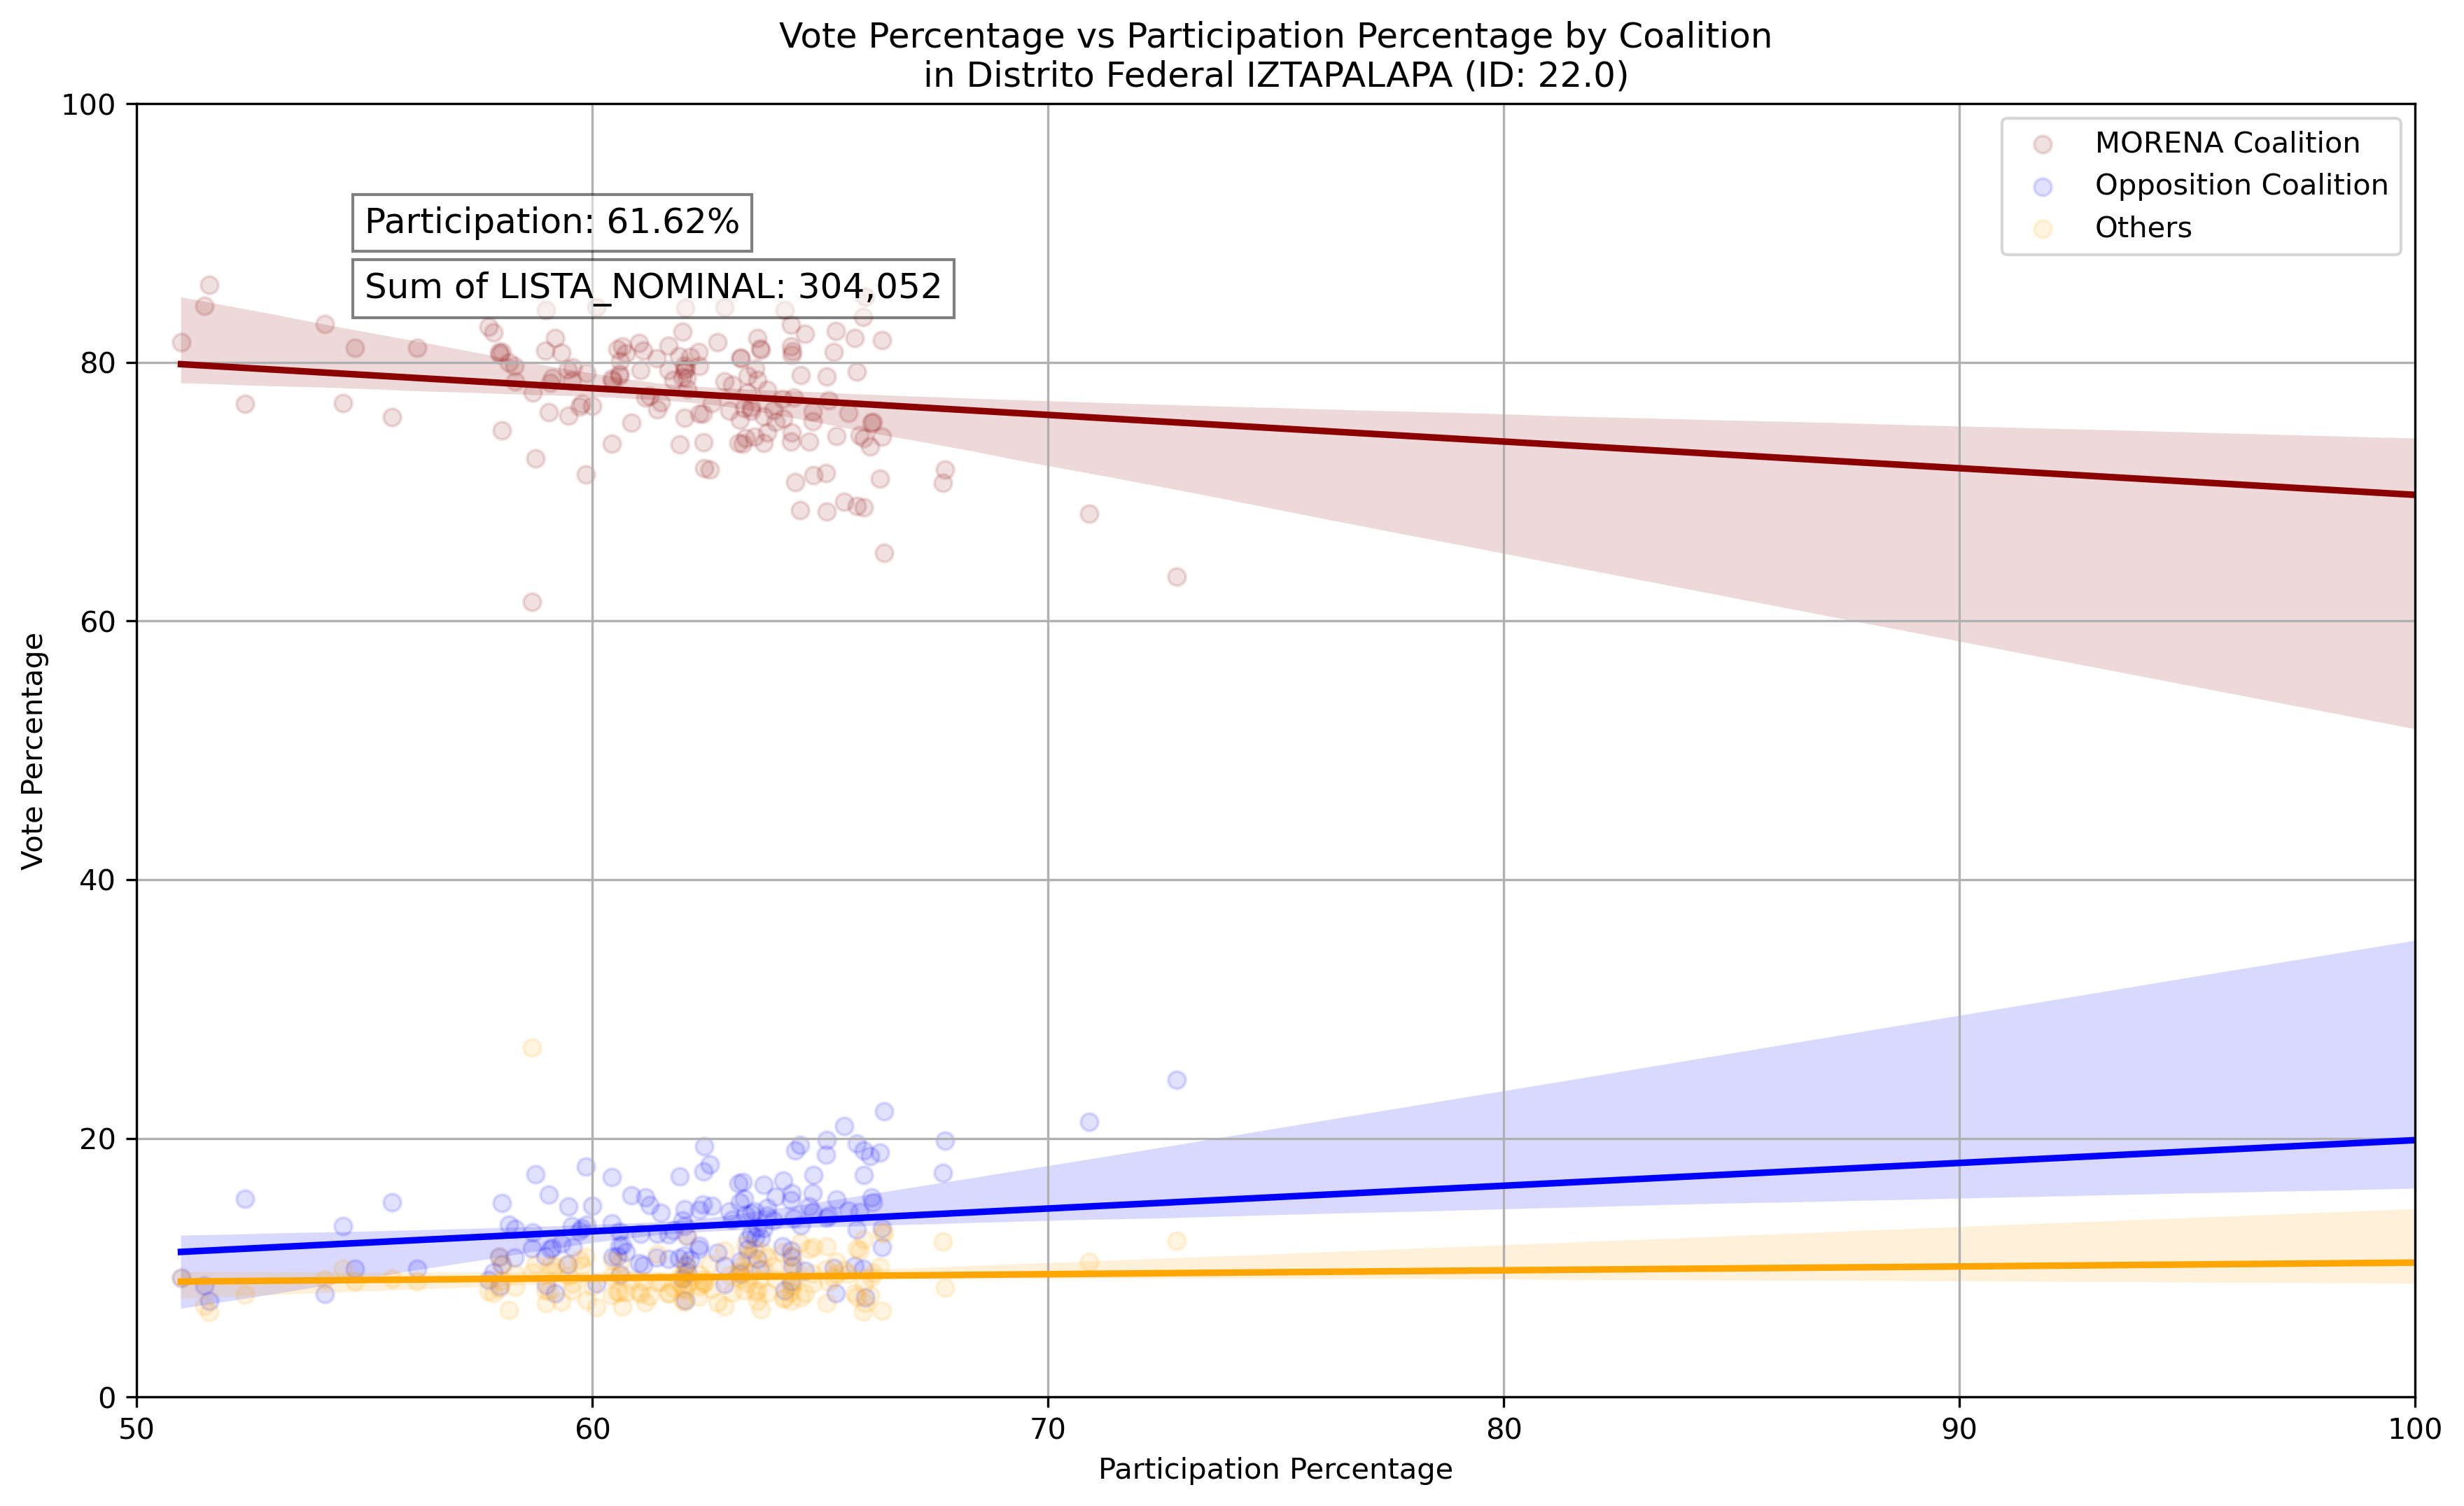 Vote Percentage vs Participation Percentage by Coalition
in Distrito Federal IZTAPALAPA (ID: 22.0)
100
80
60
40
20
0
Vote Percentage
Participation: 61.62%
Sum of LISTA_NOMINAL: 304,052
MORENA Coalition
Opposition Coalition
Others
50
60
70
80
90
100
Participation Percentage